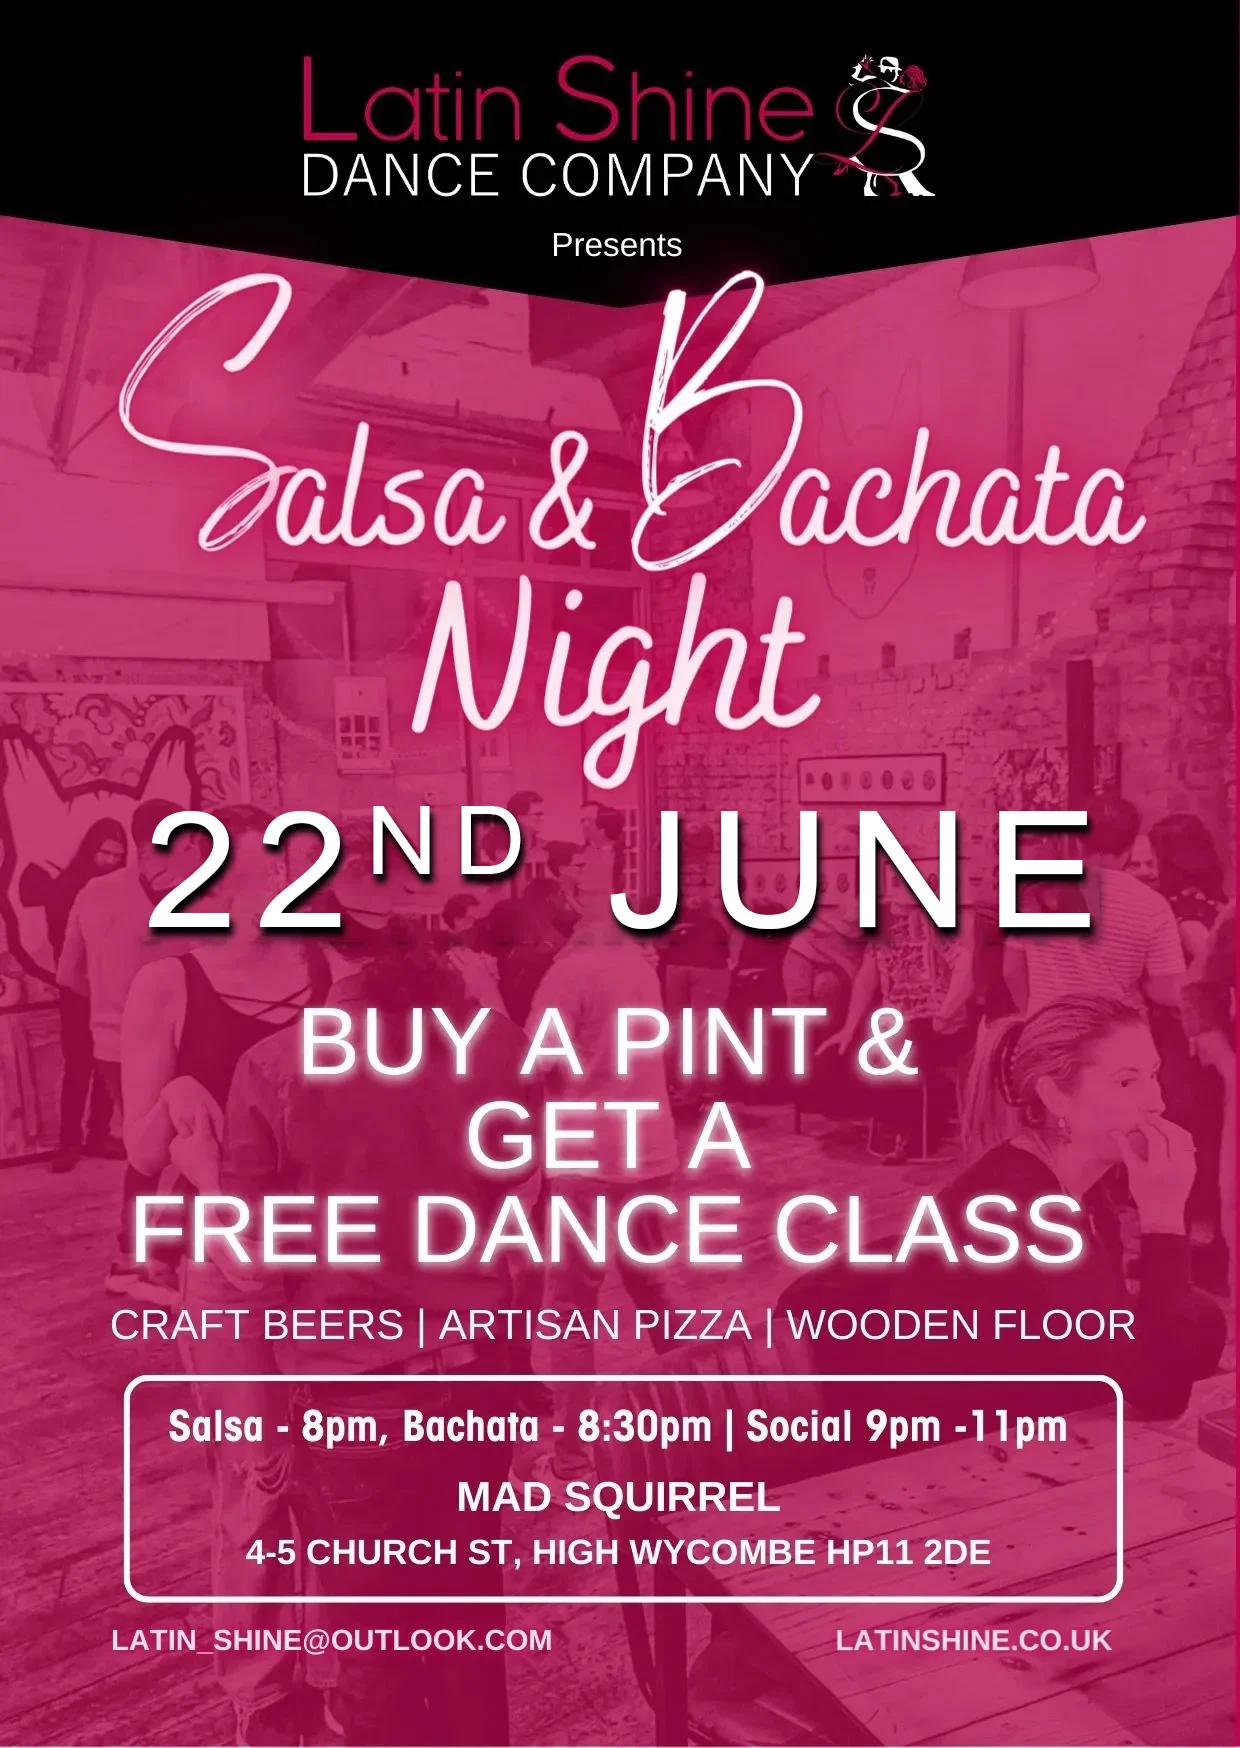 Latin Shine
DANCE COMPANY
Presents
Salsa & Bachata
Night
22ND JUNE
BUY A PINT &
GET A
FREE DANCE CLASS
CRAFT BEERS | ARTISAN PIZZA | WOODEN FLOOR
Salsa - 8pm, Bachata - 8:30pm | Social 9pm -11pm
MAD SQUIRREL
4-5 CHURCH ST, HIGH WYCOMBE HP11 2DE
LATIN_SHINE@OUTLOOK.COM
LATINSHINE.CO.UK